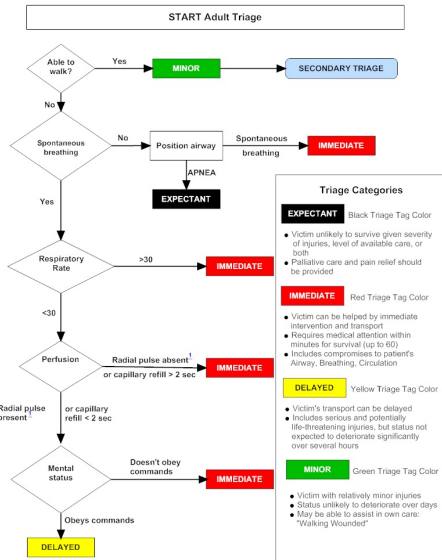 START Adult Triage
Able to
walk?
Yes
MINOR
SECONDARY TRIAGE
No
Spontaneous
breathing
No
Position airway
Spontaneous
breathing
IMMEDIATE
APNEA
EXPECTANT
Yes
Respiratory
Rate
>30
IMMEDIATE
<30
Perfusion
Radial pulse absent1
or capillary refill > 2 sec
IMMEDIATE
Radial pulse
present1
or capillary
refill < 2 sec
Mental
status
Doesn't obey
commands
IMMEDIATE
Obeys commands
DELAYED
Triage Categories
EXPECTANT Black Triage Tag Color
● Victim unlikely to survive given severity
of injuries, level of available care, or
both
● Palliative care and pain relief should
be provided
IMMEDIATE Red Triage Tag Color
● Victim can be helped by immediate
intervention and transport
● Requires medical attention within
minutes for survival (up to 60)
● Includes compromises to patient's
Airway, Breathing, Circulation
DELAYED Yellow Triage Tag Color
● Victim's transport can be delayed
● Includes serious and potentially
life-threatening injuries, but status not
expected to deteriorate significantly
over several hours
MINOR Green Triage Tag Color
● Victim with relatively minor injuries
● Status unlikely to deteriorate over days
● May be able to assist in own care:
"Walking Wounded"